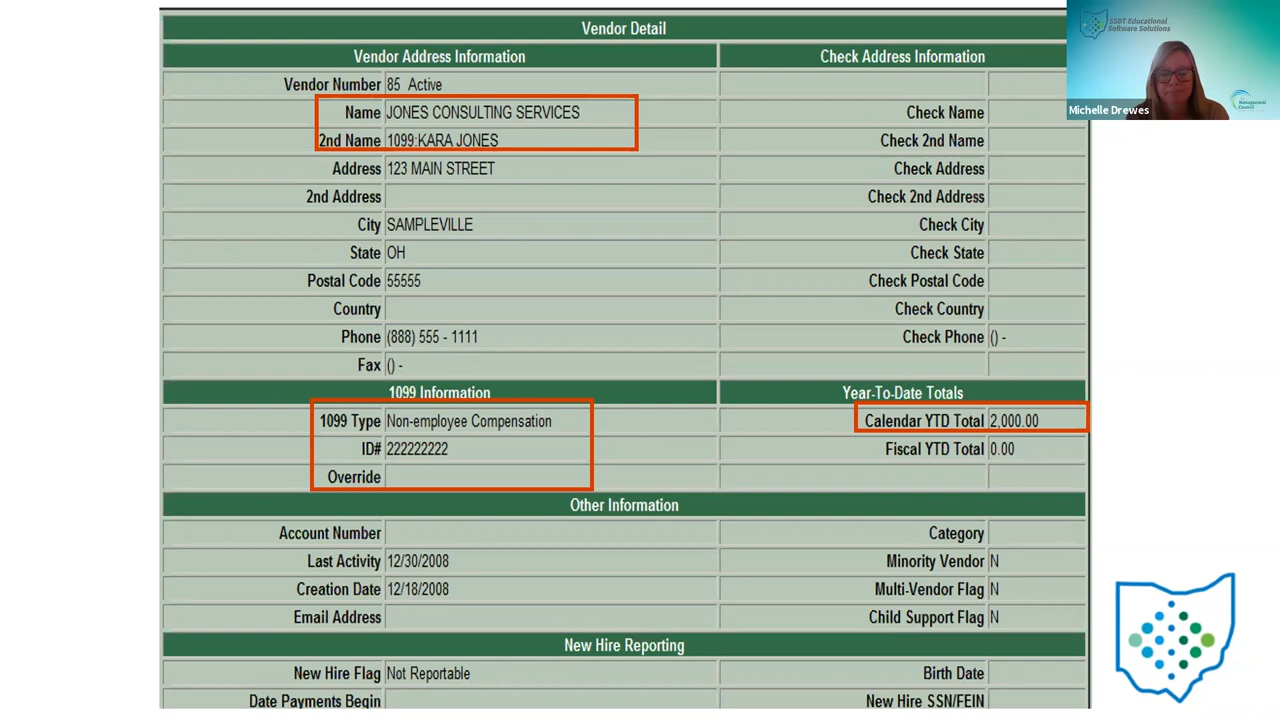 Vendor Detail
Vendor Address Information Check Address Information
Vendor Number 85 Active
Name JONES CONSULTING SERVICES Check Name
2nd Name 1099:KARA JONES Check 2nd Name
Address 123 MAIN STREET Check Address
2nd Address Check 2nd Address
City SAMPLEVILLE Check City
State OH Check State
Postal Code 55555 Check Postal Code
Country Check Country
Phone (888) 555 - 1111 Check Phone () -
Fax () -
1099 Information Year-To-Date Totals
1099 Type Non-employee Compensation Calendar YTD Total 2,000.00
ID# 222222222 Fiscal YTD Total 0.00
Override
Other Information
Account Number Category
Last Activity 12/30/2008 Minority Vendor N
Creation Date 12/18/2008 Multi-Vendor Flag N
Email Address Child Support Flag N
New Hire Reporting
New Hire Flag Not Reportable Birth Date
Date Payments Begin New Hire SSN/FEIN
SSDT Educational
Software Solutions
Management
Council
Michelle Drewes